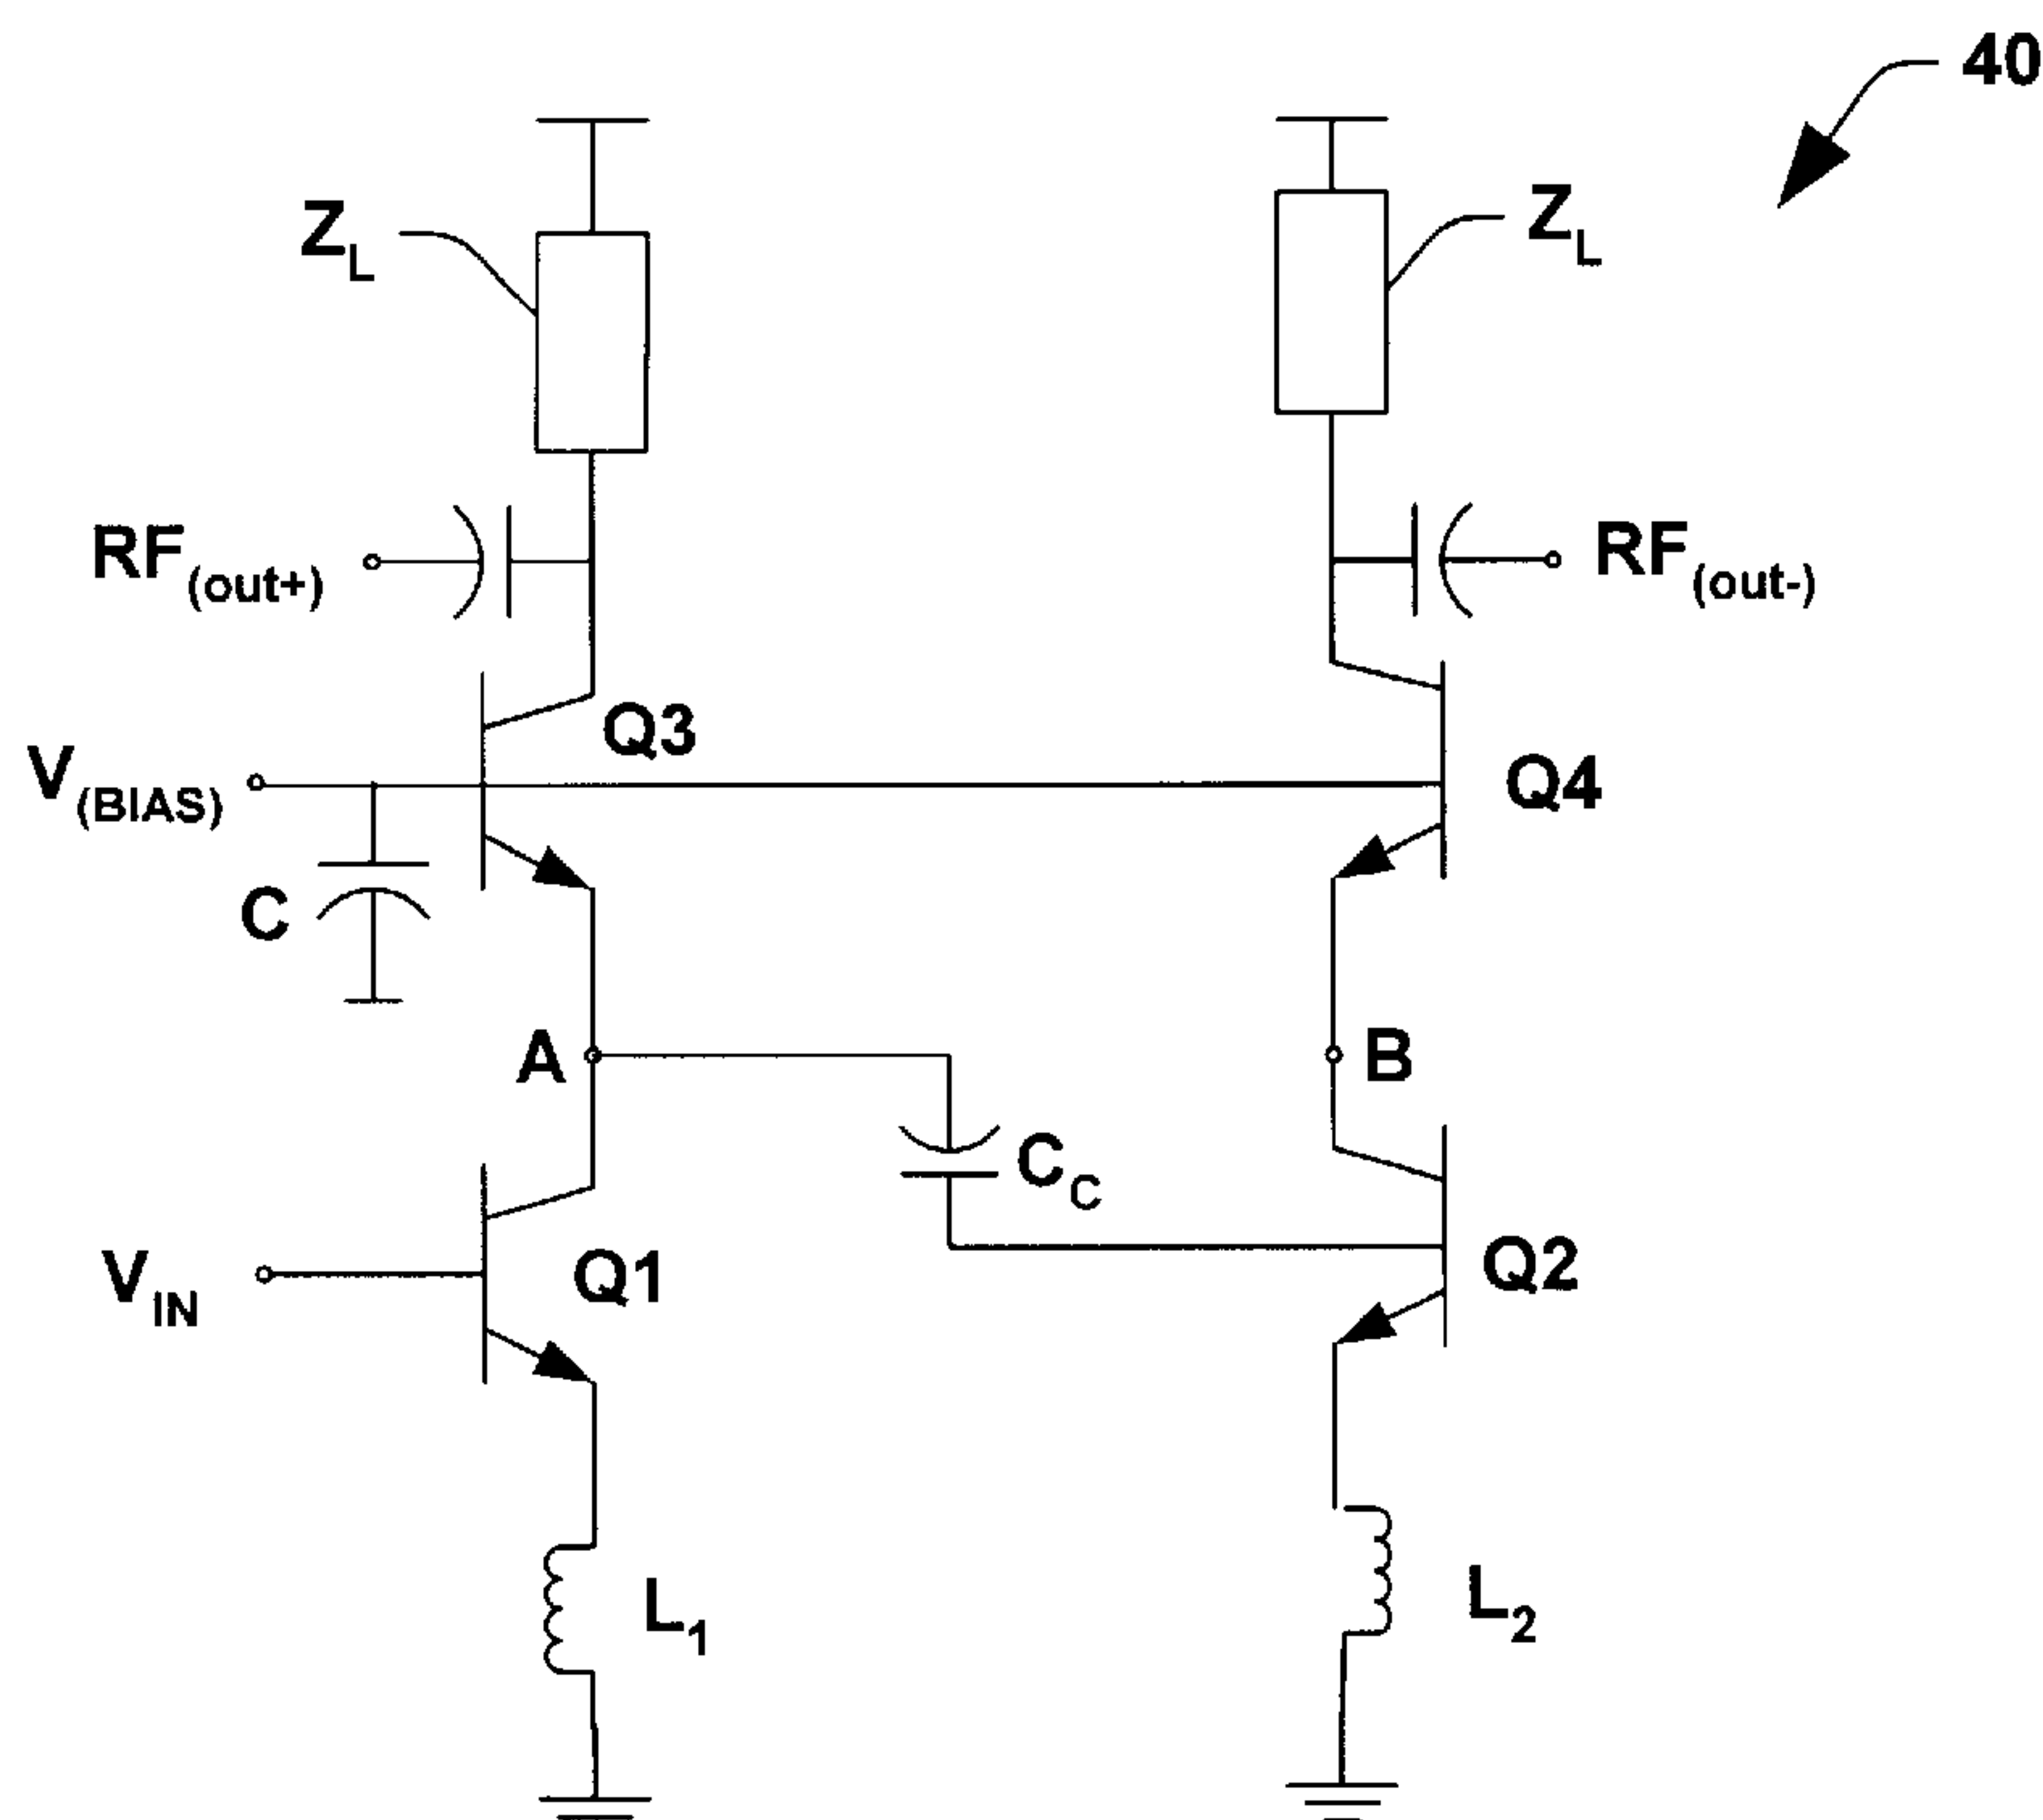 40
Z_L
Z_L
RF_(out+)
RF_(out-)
Q3
V_(BIAS)
Q4
C
A
B
C_C
V_IN
Q1
Q2
L_1
L_2